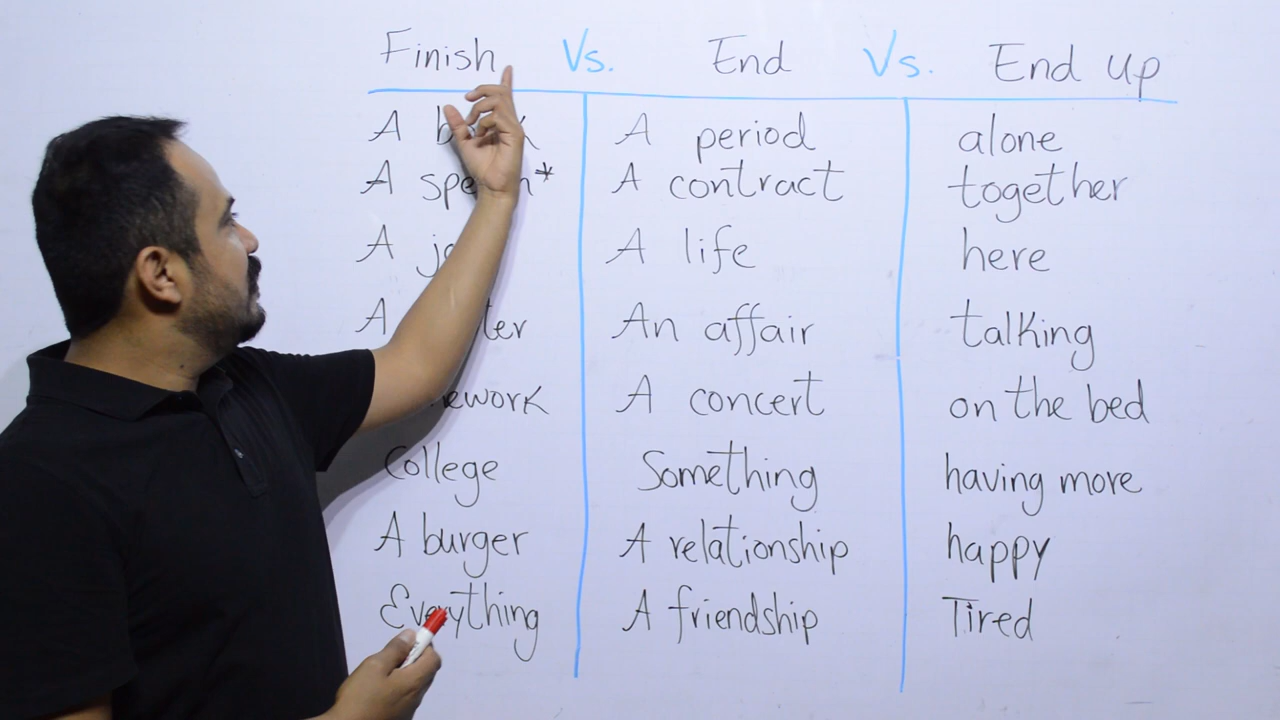 Finish Vs. End Vs. End Up
A A period alone
A A contract together
A A life here
A An affair talking
A concert on the bed
College Something having more
A burger A relationship happy
Everything A friendship Tired